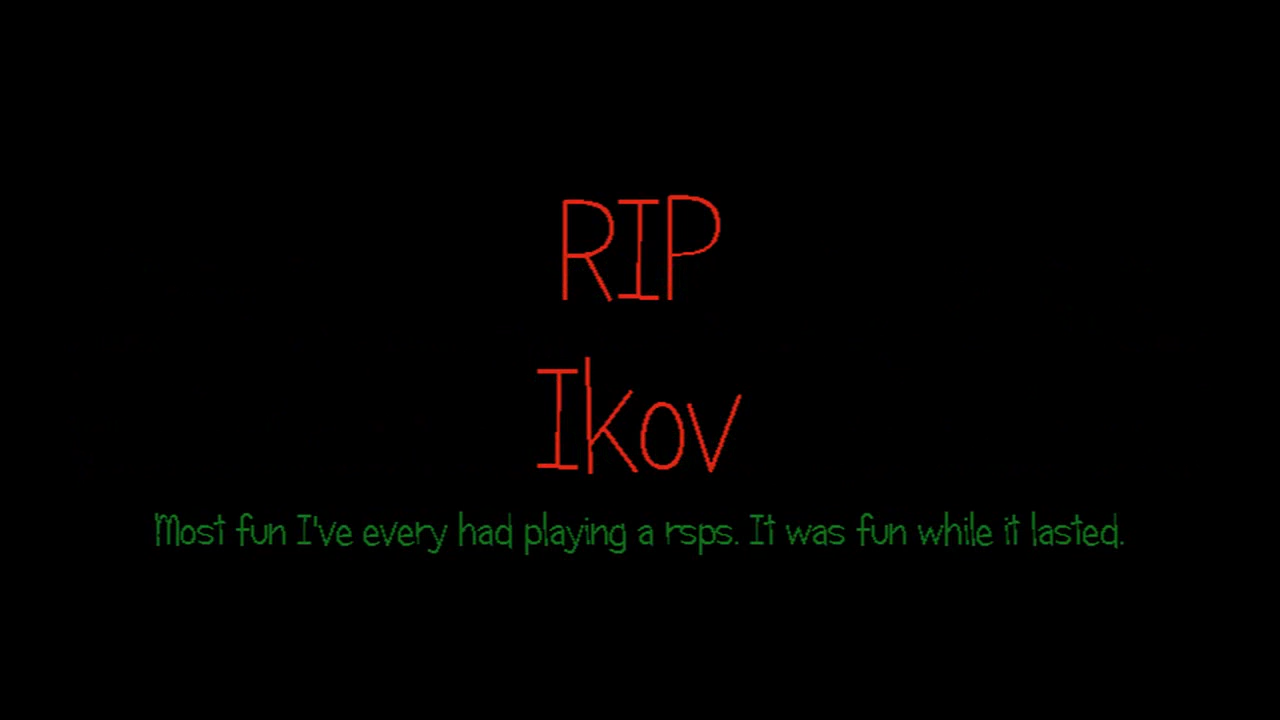 RIP
Ikov
Most fun I've every had playing a rsps. It was fun while it lasted.